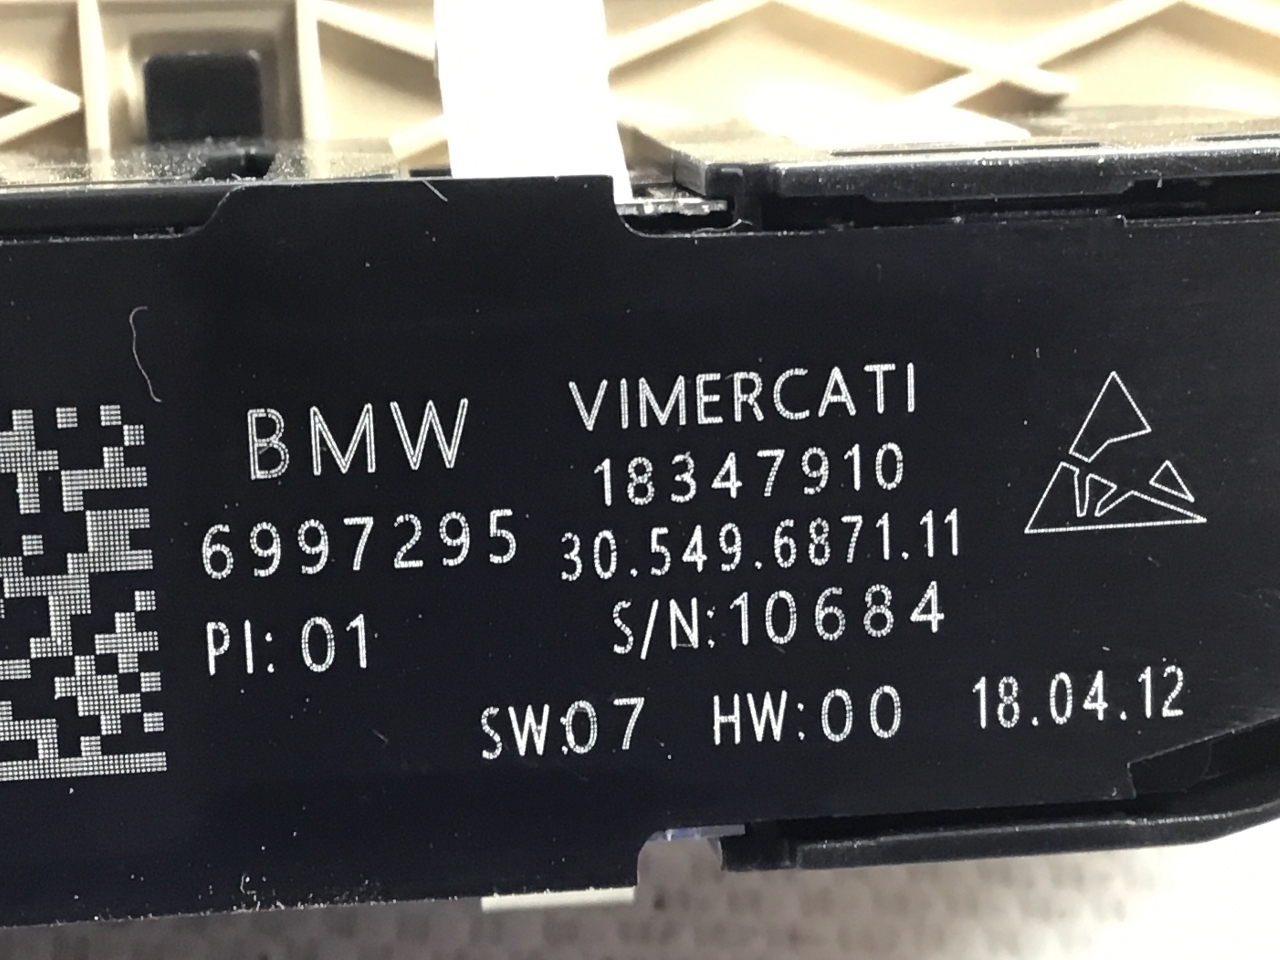 BMW
6997295
PI: 01
VIMERCATI
18347910
30.549.6871.11
S/N:10684
SW:07 HW:00 18.04.12